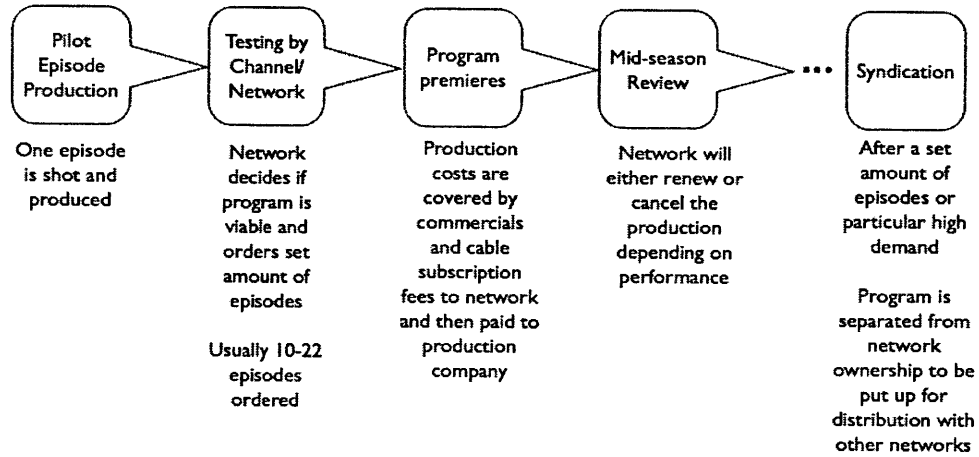 Pilot
Episode
Production
Testing by
Channel/
Network
Program
premieres
Mid-season
Review
...
Syndication
One episode
is shot and
produced
Network
decides if
program is
viable and
orders set
amount of
episodes
Usually 10-22
episodes
ordered
Production
costs are
covered by
commercials
and cable
subscription
fees to network
and then paid to
production
company
Network will
either renew or
cancel the
production
depending on
performance
After a set
amount of
episodes or
particular high
demand
Program is
separated from
network
ownership to be
put up for
distribution with
other networks